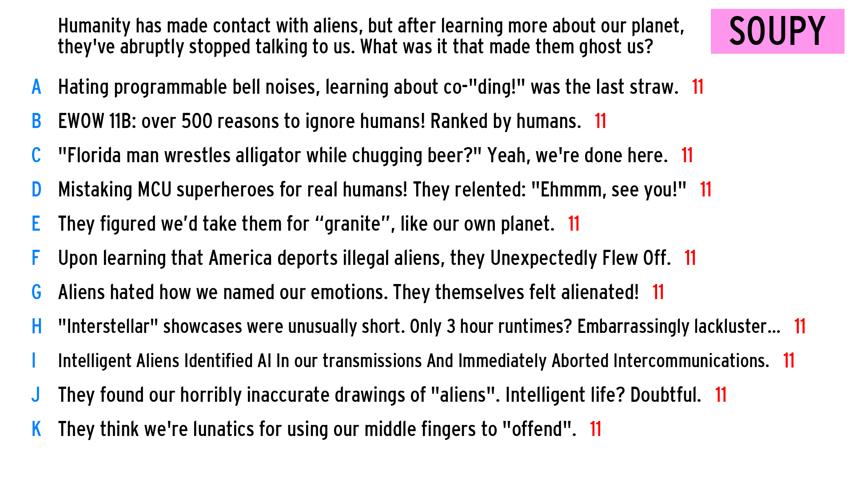 Humanity has made contact with aliens, but after learning more about our planet,
they've abruptly stopped talking to us. What was it that made them ghost us?
SOUPY
A Hating programmable bell noises, learning about co-"ding!" was the last straw. 11
B EWOW 11B: over 500 reasons to ignore humans! Ranked by humans. 11
C "Florida man wrestles alligator while chugging beer?" Yeah, we're done here. 11
D Mistaking MCU superheroes for real humans! They relented: "Ehmmm, see you!" 11
E They figured we’d take them for “granite”, like our own planet. 11
F Upon learning that America deports illegal aliens, they Unexpectedly Flew Off. 11
G Aliens hated how we named our emotions. They themselves felt alienated! 11
H "Interstellar" showcases were unusually short. Only 3 hour runtimes? Embarrassingly lackluster... 11
I Intelligent Aliens Identified AI In our transmissions And Immediately Aborted Intercommunications. 11
J They found our horribly inaccurate drawings of "aliens". Intelligent life? Doubtful. 11
K They think we're lunatics for using our middle fingers to "offend". 11